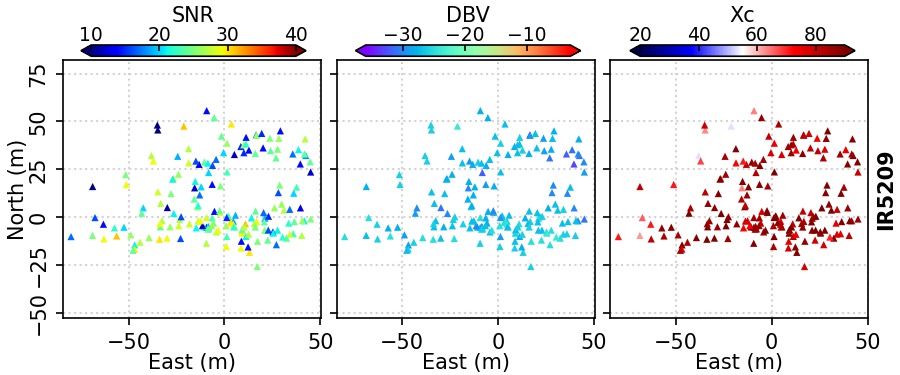 SNR DBV Xc
10 20 30 40 −30 −20 −10 20 40 60 80
75
50
25
0
−25
−50
North (m)
−50 0 50 −50 0 50 −50 0 50
East (m) East (m) East (m)
IR5209